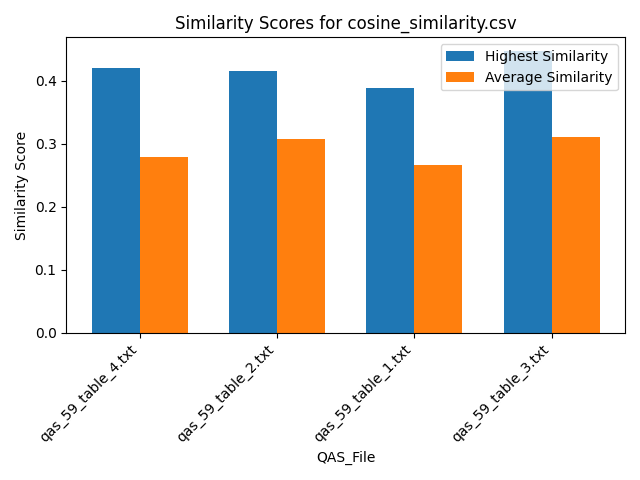 Similarity Scores for cosine_similarity.csv
Highest Similarity
Average Similarity
Similarity Score
0.4
0.3
0.2
0.1
0.0
qas_59_table_4.txt
qas_59_table_2.txt
qas_59_table_1.txt
qas_59_table_3.txt
QAS_File